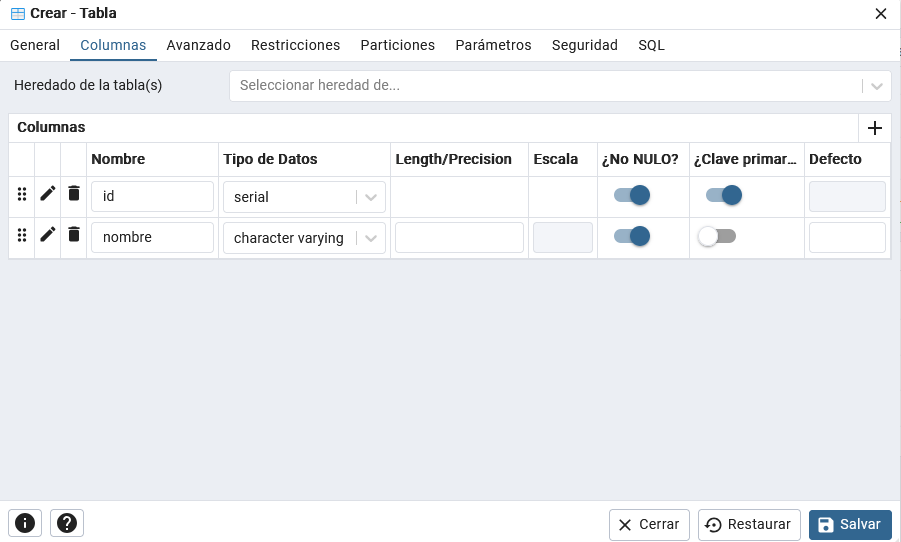 Crear - Tabla
General Columnas Avanzado Restricciones Particiones Parámetros Seguridad SQL
Heredado de la tabla(s) Seleccionar heredad de...
Columnas
Nombre Tipo de Datos Length/Precision Escala ¿No NULO? ¿Clave primar... Defecto
id serial
nombre character varying
Cerrar Restaurar Salvar